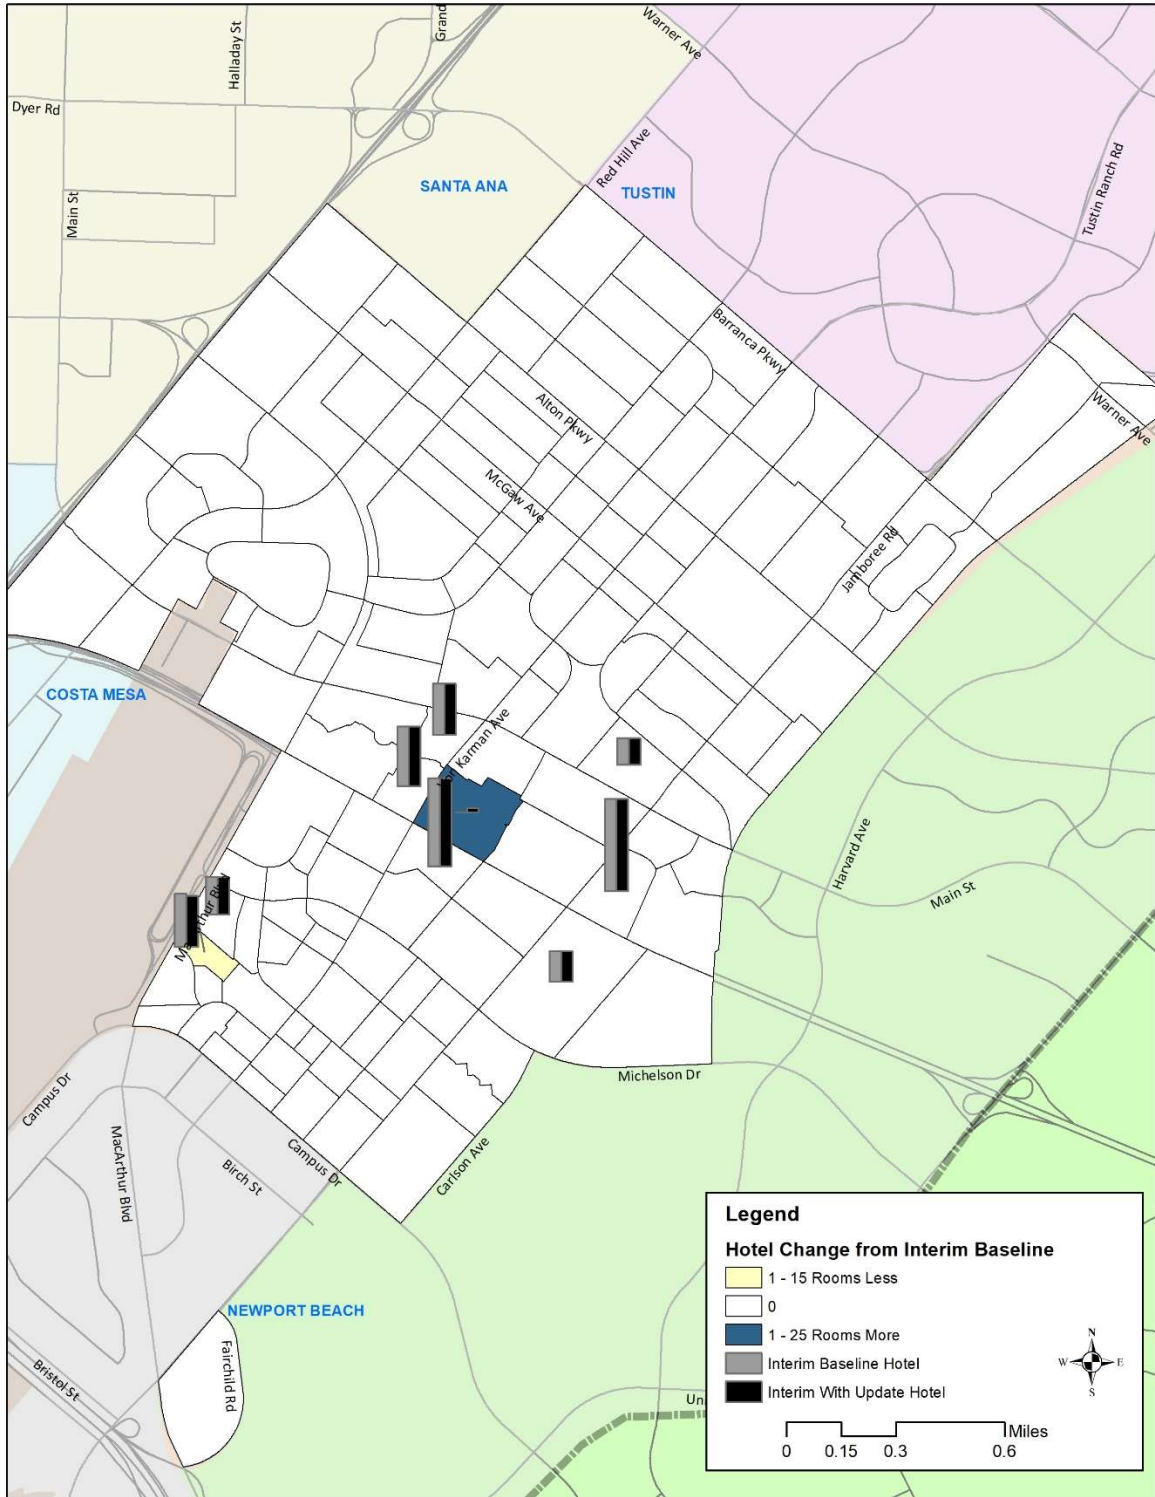 Halladay St
Grand
Warner Ave
Dyer Rd
Main St
SANTA ANA
Red Hill Ave
TUSTIN
Tustin Ranch Rd
Barranca Pkwy
Alton Pkwy
Warner Ave
McGaw Ave
Jamboree Rd
COSTA MESA
Karman Ave
Harvard Ave
Main St
Michelson Dr
Campus Dr
MacArthur Blvd
Birch St
Campus Dr
Carlson Ave
NEWPORT BEACH
Fairchild Rd
Bristol St
Legend
Hotel Change from Interim Baseline
1 - 15 Rooms Less
0
1 - 25 Rooms More
Interim Baseline Hotel
Interim With Update Hotel
N
W E
S
Miles
0 0.15 0.3 0.6